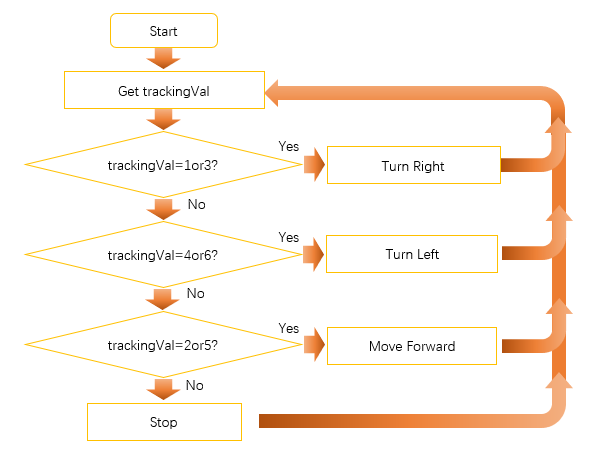 Start
Get trackingVal
trackingVal=1or3?
Yes
Turn Right
No
trackingVal=4or6?
Yes
Turn Left
No
trackingVal=2or5?
Yes
Move Forward
No
Stop